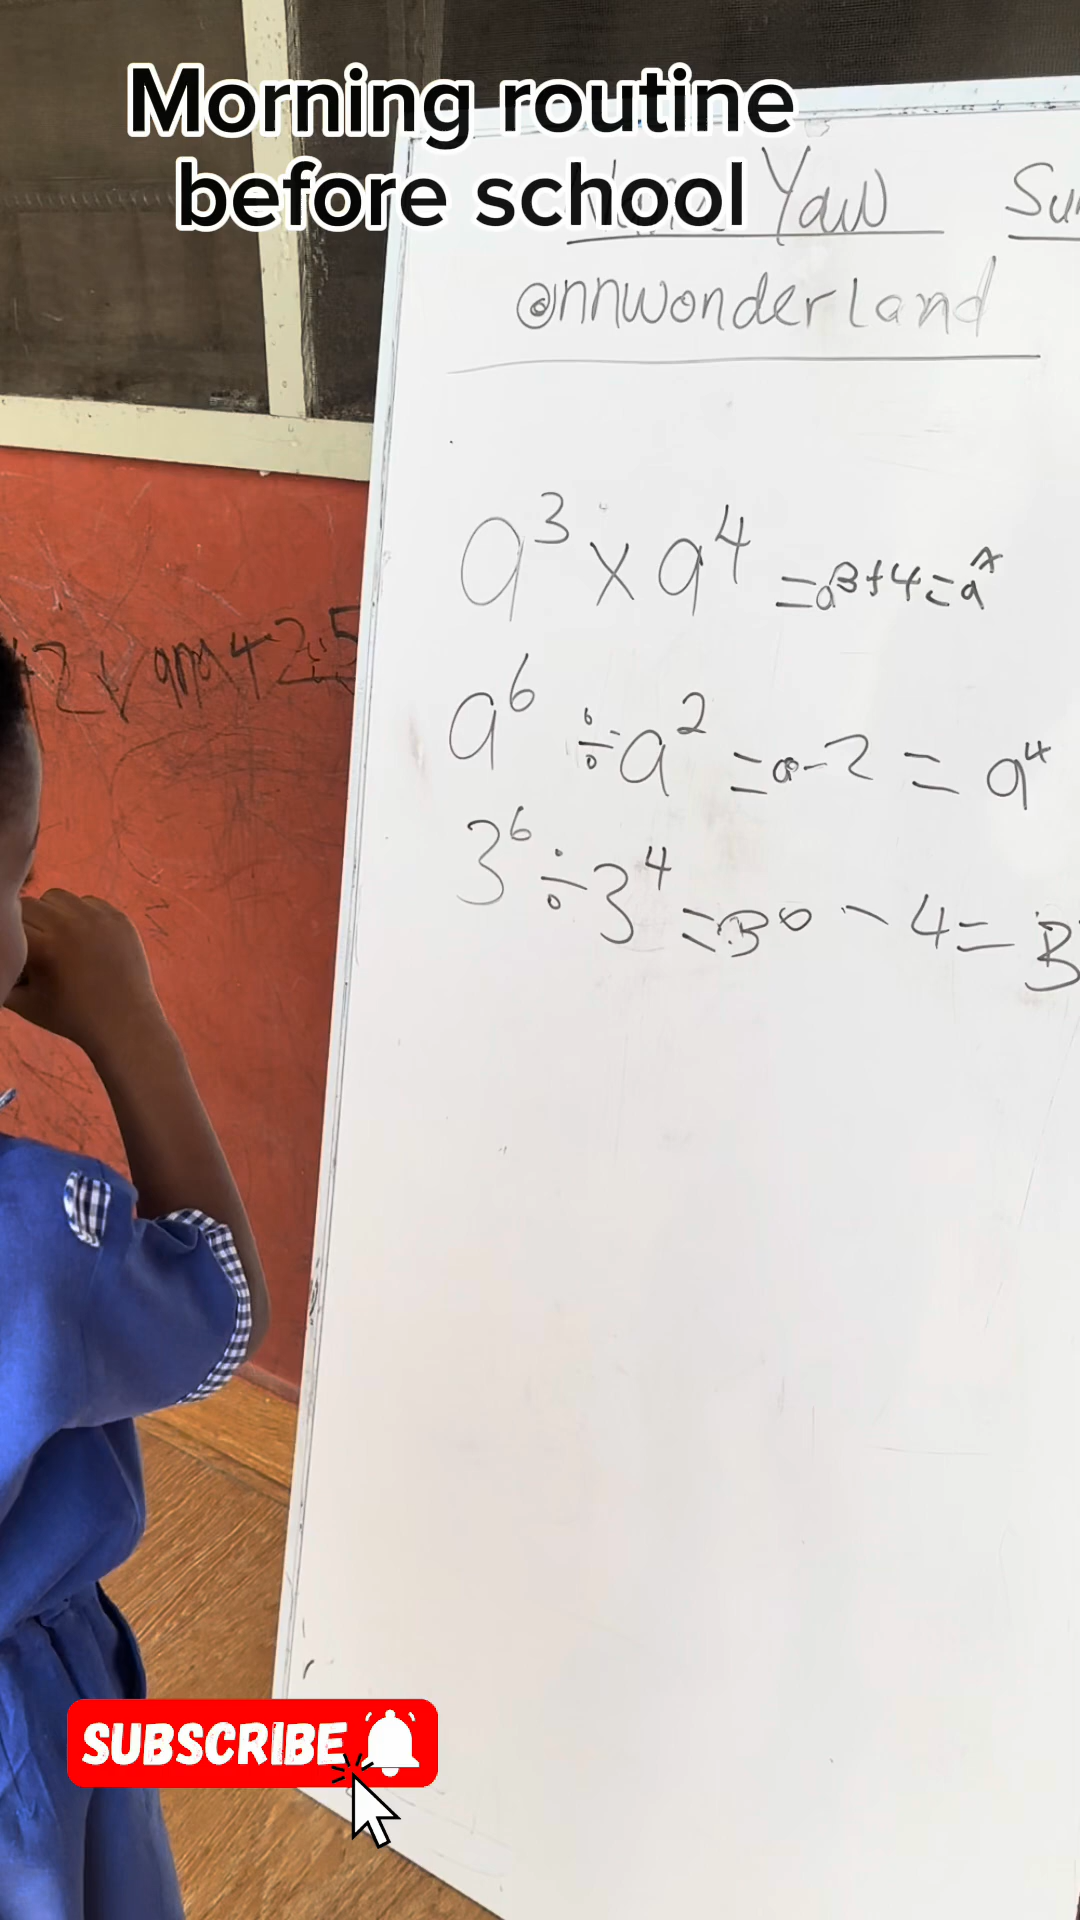 Morning routine
before school
Yaw
@nnwonderland
a³ × a⁴ = a³+4 = a⁷
a⁶ ÷ a² = a⁶-2 = a⁴
3⁶ ÷ 3⁴ = 3⁶ - 4 = 3
SUBSCRIBE